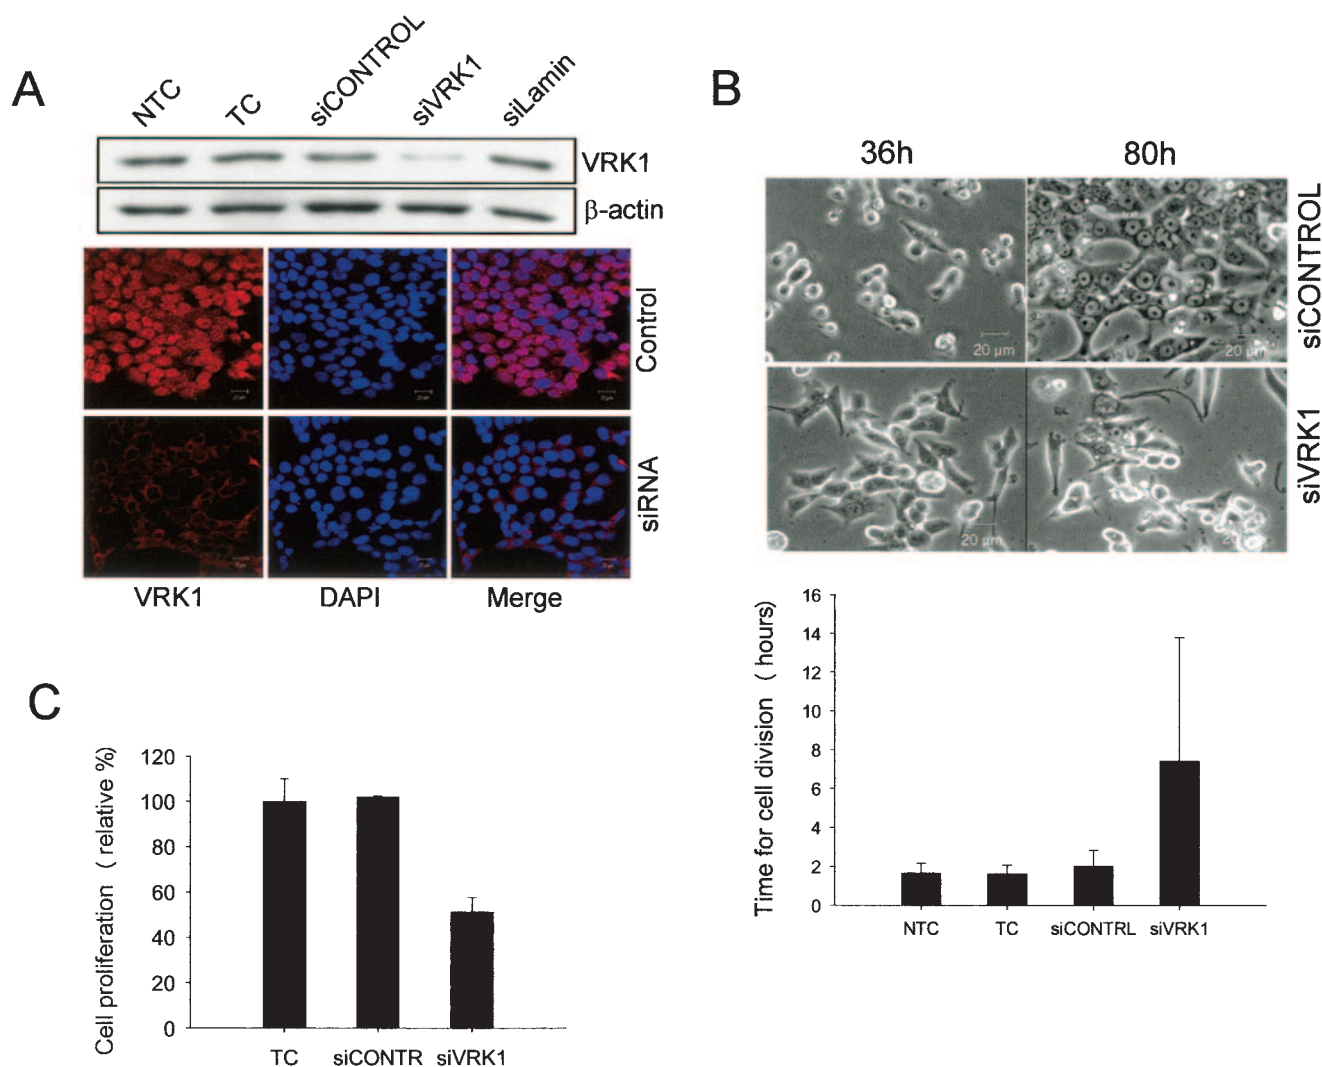 A
NTC
TC
siCONTROL
siVRK1
siLamin
VRK1
β-actin
Control
siRNA
VRK1
DAPI
Merge
B
36h
80h
siCONTROL
20 µm
20 µm
siVRK1
20 µm
20 µm
Time for cell division ( hours)
16
14
12
10
8
6
4
2
0
NTC
TC
siCONTRL
siVRK1
C
Cell proliferation ( relative %)
120
100
80
60
40
20
0
TC
siCONTR
siVRK1